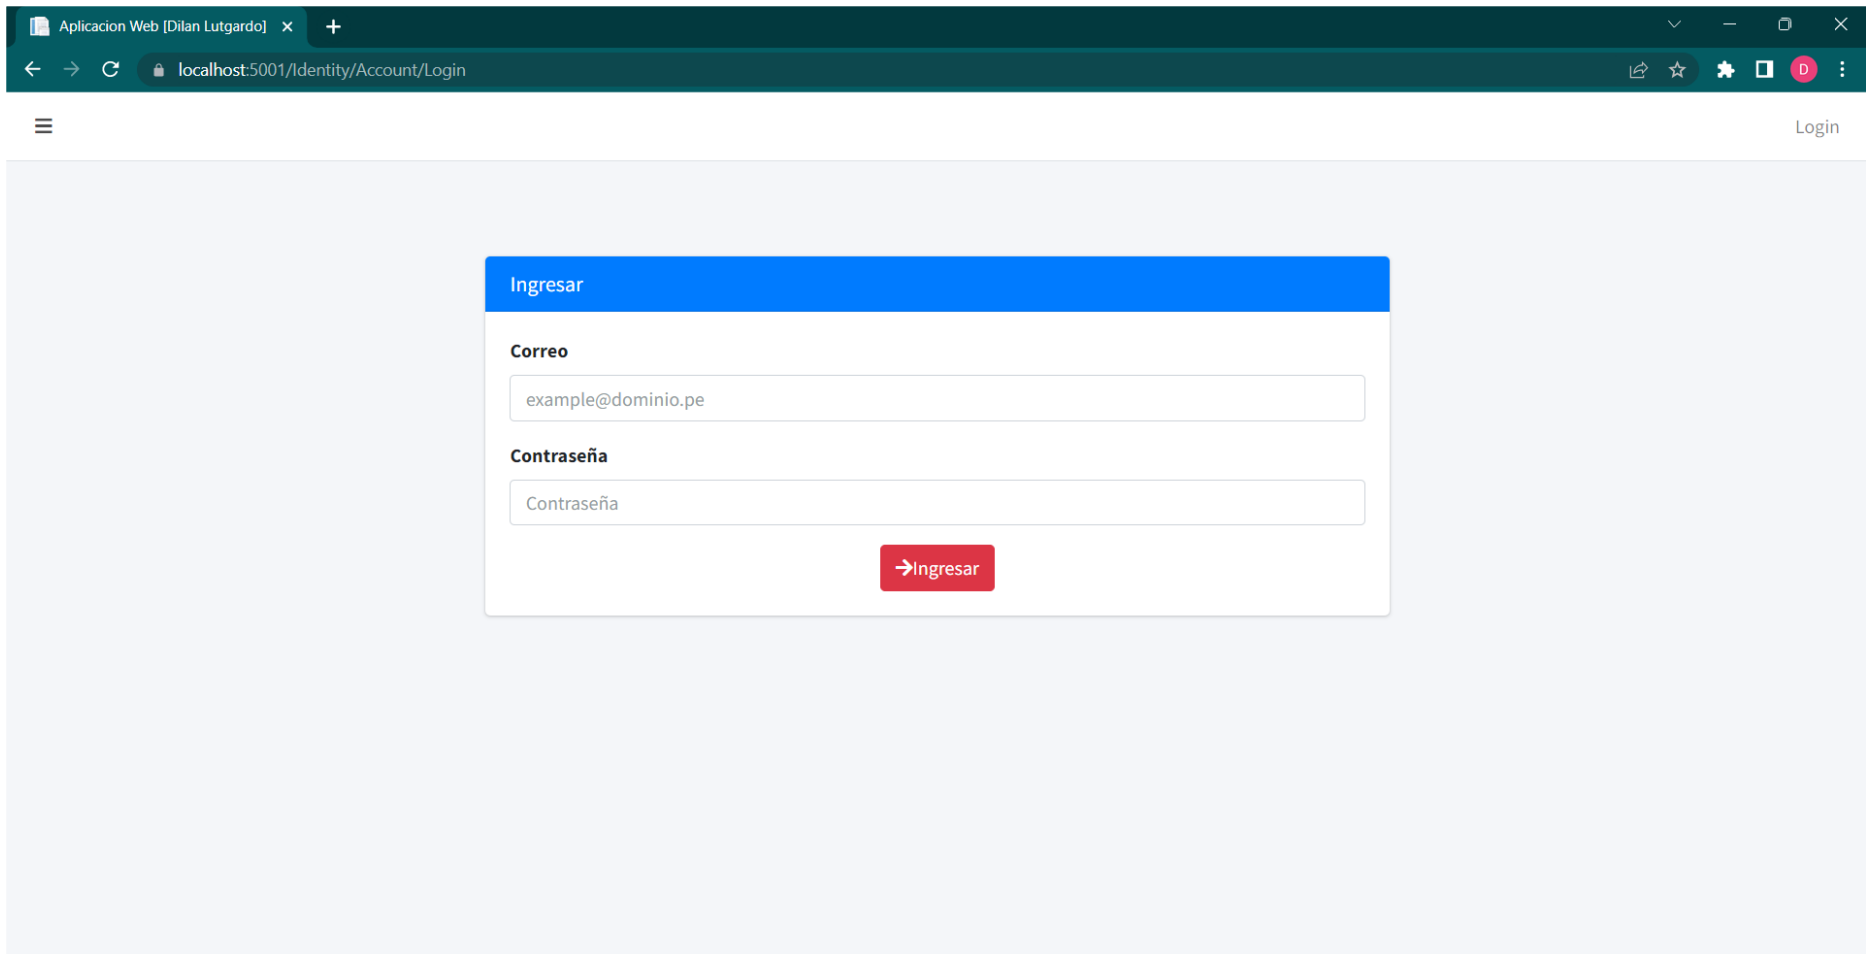 Aplicacion Web [Dilan Lutgardo]
localhost:5001/Identity/Account/Login
D
Login
Ingresar
Correo
example@dominio.pe
Contraseña
Contraseña
Ingresar